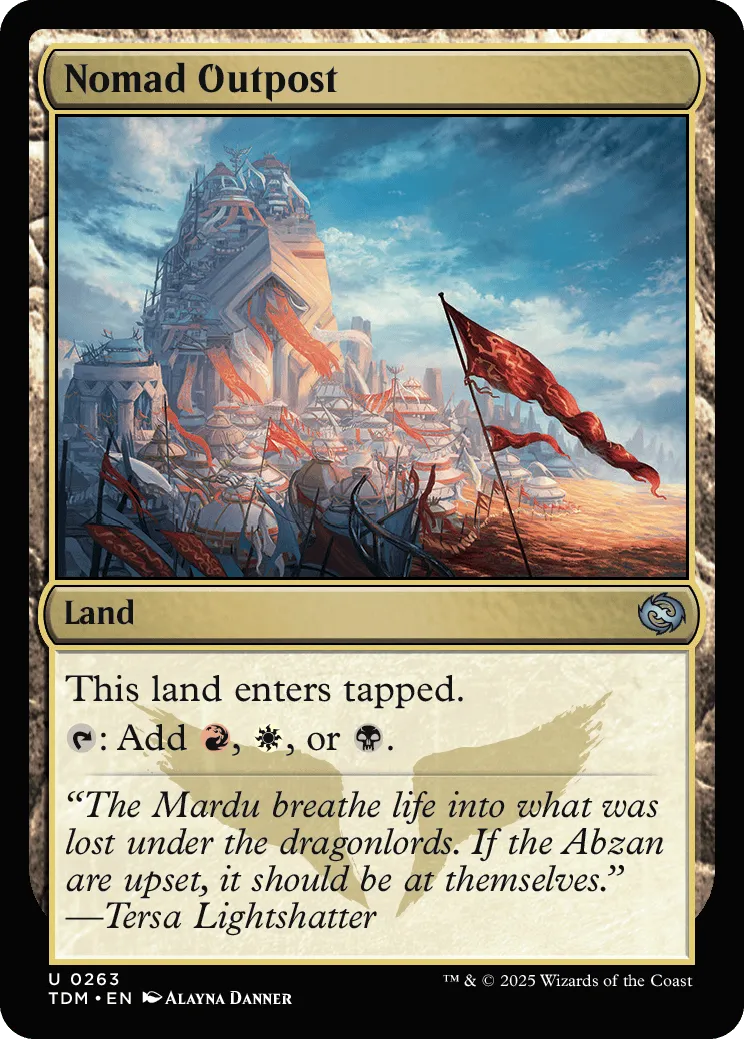 Nomad Outpost
Land
This land enters tapped.
: Add , , or .
“The Mardu breathe life into what was
lost under the dragonlords. If the Abzan
are upset, it should be at themselves.”
—Tersa Lightshatter
U 0263
TDM • EN Alayna Danner
™ & © 2025 Wizards of the Coast